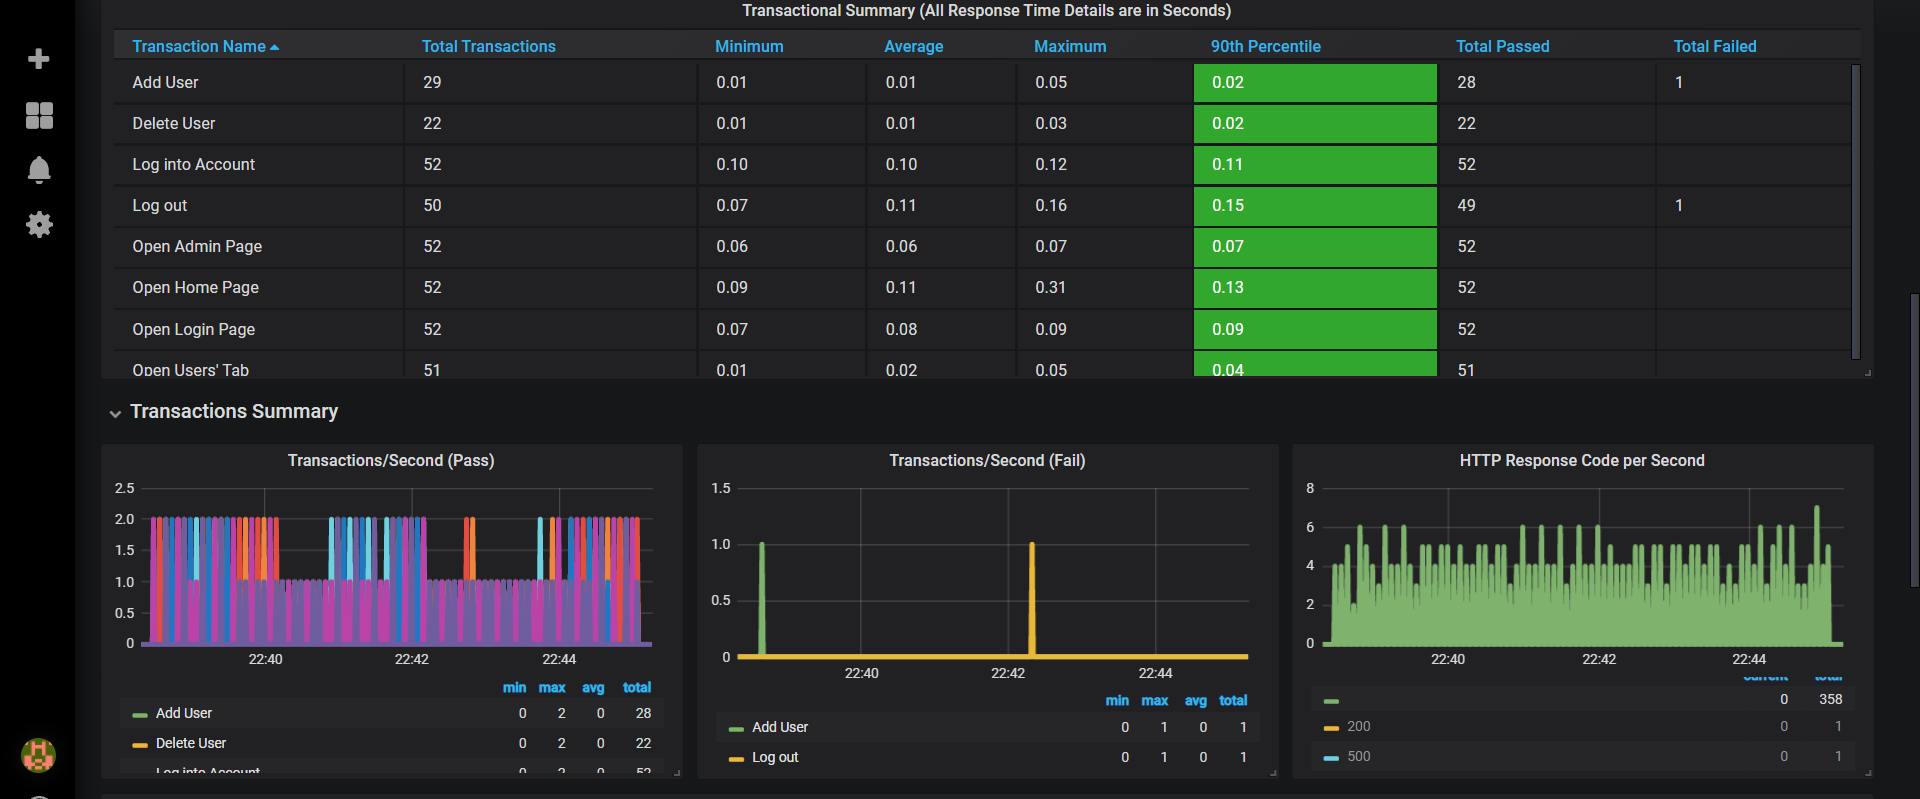 Transactional Summary (All Response Time Details are in Seconds)
Transaction Name Total Transactions Minimum Average Maximum 90th Percentile Total Passed Total Failed
Add User 29 0.01 0.01 0.05 0.02 28 1
Delete User 22 0.01 0.01 0.03 0.02 22
Log into Account 52 0.10 0.10 0.12 0.11 52
Log out 50 0.07 0.11 0.16 0.15 49 1
Open Admin Page 52 0.06 0.06 0.07 0.07 52
Open Home Page 52 0.09 0.11 0.31 0.13 52
Open Login Page 52 0.07 0.08 0.09 0.09 52
Open Users' Tab 51 0.01 0.02 0.05 0.04 51
Transactions Summary
Transactions/Second (Pass)
2.5
2.0
1.5
1.0
0.5
0
22:40 22:42 22:44
min max avg total
Add User 0 2 0 28
Delete User 0 2 0 22
Log into Account 0 2 0 52
Transactions/Second (Fail)
1.5
1.0
0.5
0
22:40 22:42 22:44
min max avg total
Add User 0 1 0 1
Log out 0 1 0 1
HTTP Response Code per Second
8
6
4
2
0
22:40 22:42 22:44
current total
0 358
200 0 1
500 0 1